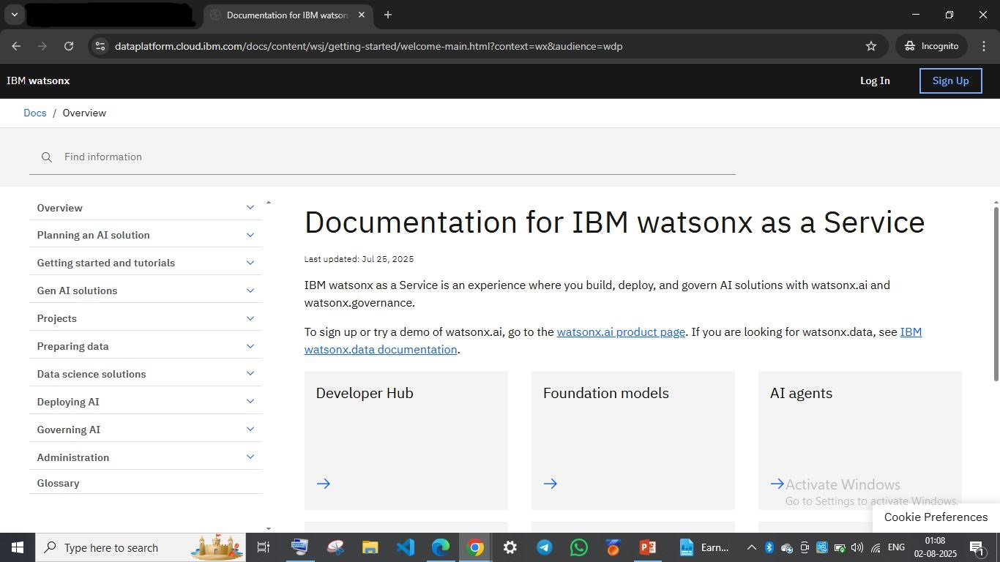 Documentation for IBM watson
dataplatform.cloud.ibm.com/docs/content/wsj/getting-started/welcome-main.html?context=wx&audience=wdp
Incognito
IBM watsonx
Log In
Sign Up
Docs / Overview
Find information
Overview
Planning an AI solution
Getting started and tutorials
Gen AI solutions
Projects
Preparing data
Data science solutions
Deploying AI
Governing AI
Administration
Glossary
Documentation for IBM watsonx as a Service
Last updated: Jul 25, 2025
IBM watsonx as a Service is an experience where you build, deploy, and govern AI solutions with watsonx.ai and
watsonx.governance.
To sign up or try a demo of watsonx.ai, go to the watsonx.ai product page. If you are looking for watsonx.data, see IBM
watsonx.data documentation.
Developer Hub
Foundation models
AI agents
Activate Windows
Go to Settings to activate Windows.
Cookie Preferences
Type here to search
Earn...
ENG
01:08
02-08-2025
1